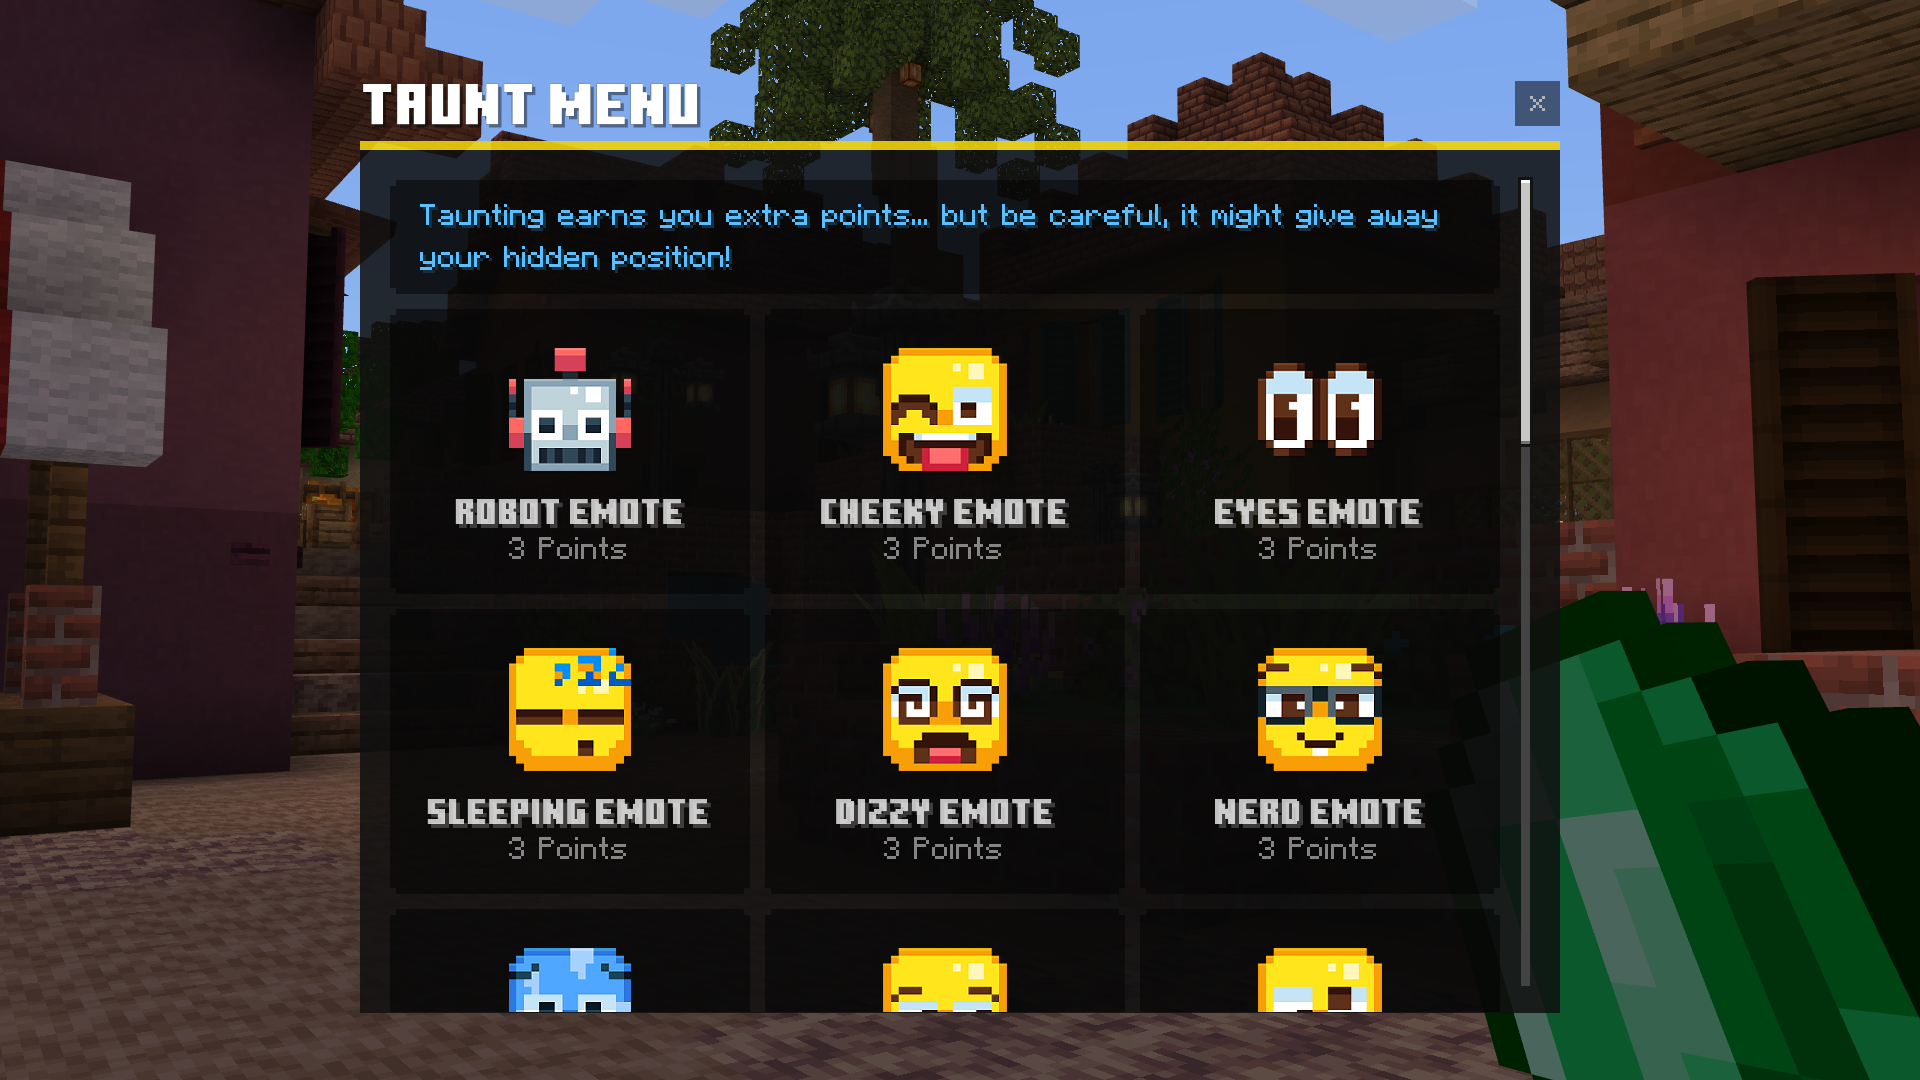 TAUNT MENU
Taunting earns you extra points... but be careful, it might give away
your hidden position!
ROBOT EMOTE
3 Points
CHEEKY EMOTE
3 Points
EYES EMOTE
3 Points
SLEEPING EMOTE
3 Points
DIZZY EMOTE
3 Points
NERD EMOTE
3 Points